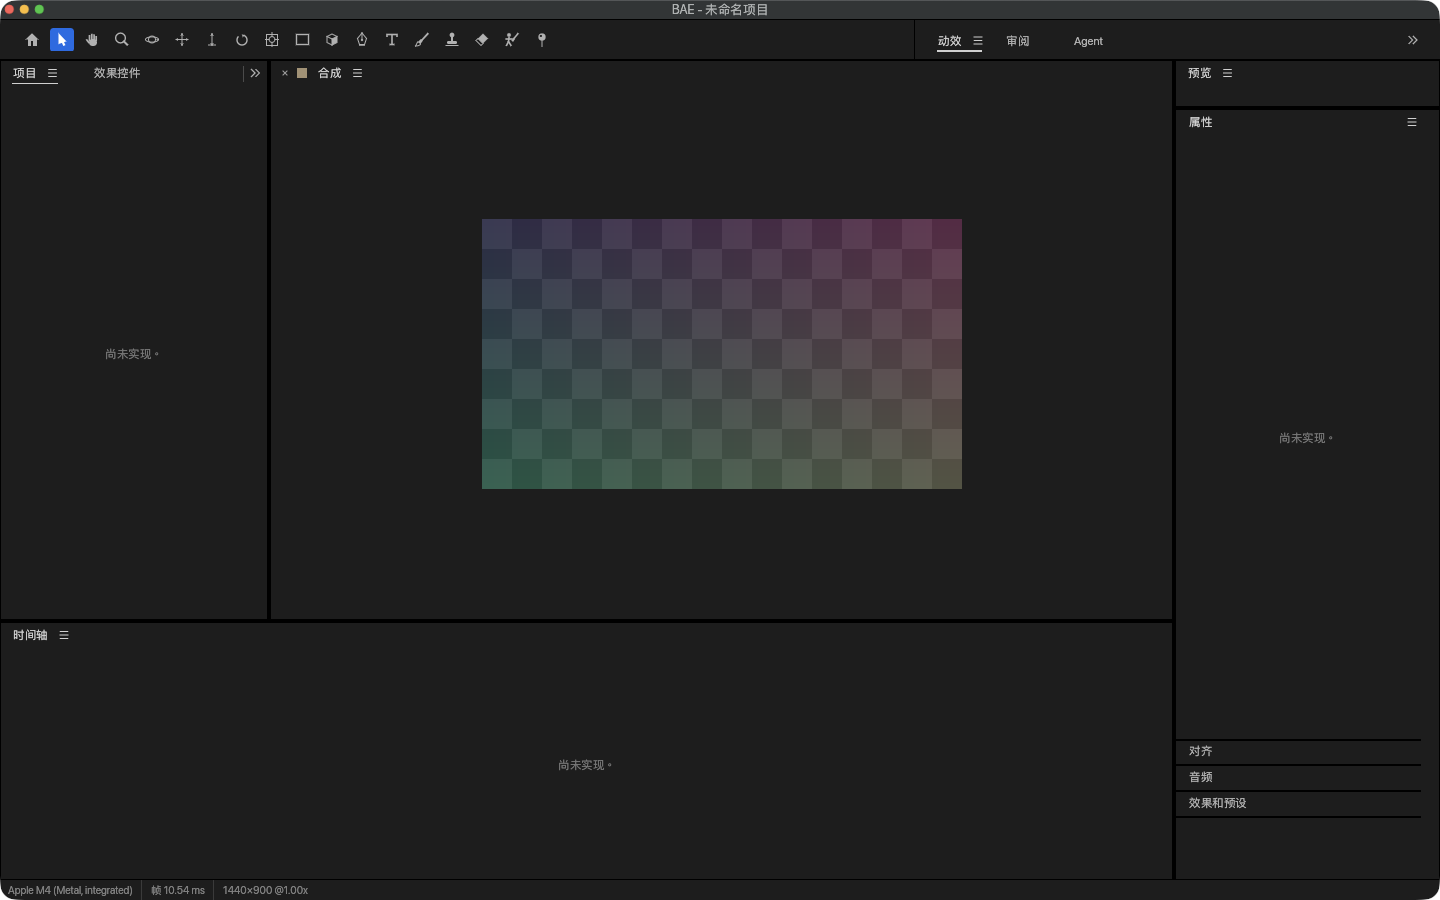 BAE - 未命名项目
动效
审阅
Agent
项目
效果控件
× 合成
预览
属性
尚未实现。
尚未实现。
时间轴
尚未实现。
对齐
音频
效果和预设
Apple M4 (Metal, integrated)
帧 10.54 ms
1440×900 @1.00x